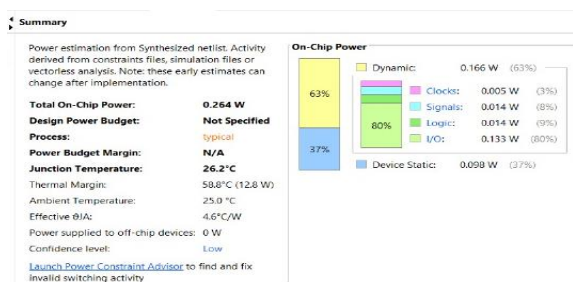 Summary
Power estimation from Synthesized netlist. Activity
derived from constraints files, simulation files or
vectorless analysis. Note: these early estimates can
change after implementation.
Total On-Chip Power: 0.264 W
Design Power Budget: Not Specified
Process: typical
Power Budget Margin: N/A
Junction Temperature: 26.2°C
Thermal Margin: 58.8°C (12.8 W)
Ambient Temperature: 25.0 °C
Effective θJA: 4.6°C/W
Power supplied to off-chip devices: 0 W
Confidence level: Low
Launch Power Constraint Advisor to find and fix
invalid switching activity
On-Chip Power
63%
37%
Dynamic: 0.166 W (63%)
80%
Clocks: 0.005 W (3%)
Signals: 0.014 W (8%)
Logic: 0.014 W (9%)
I/O: 0.133 W (80%)
Device Static: 0.098 W (37%)